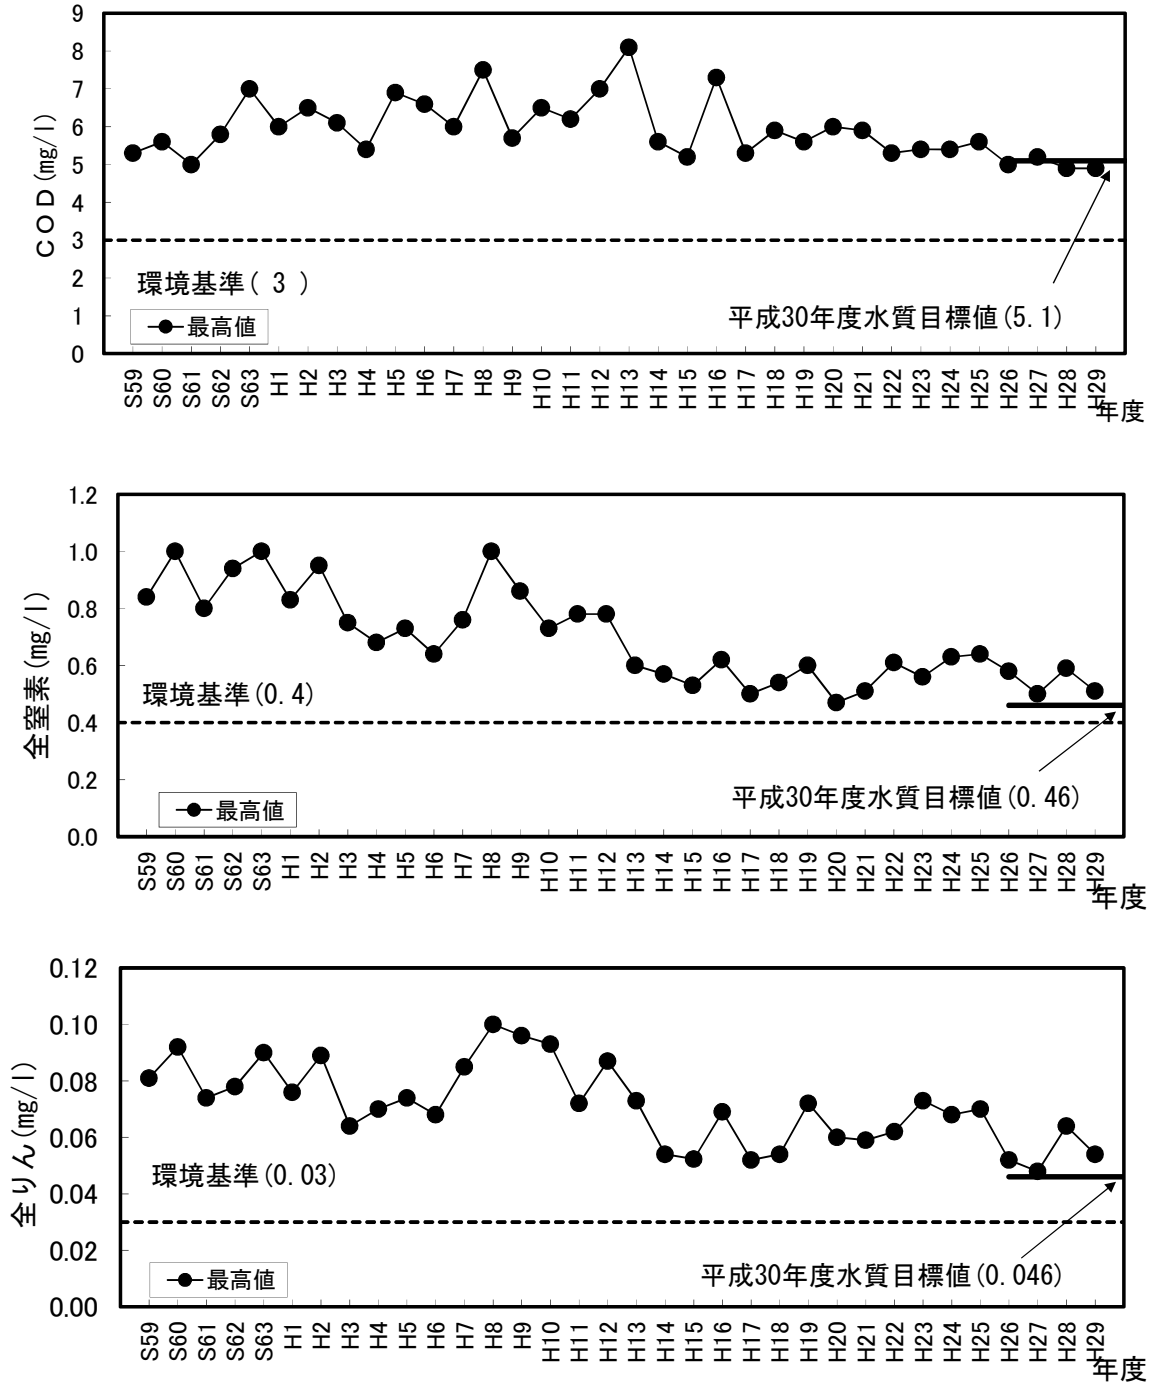 9
8
7
6
5
4
3
2
1
0
COD(㎎/l)
環境基準( 3 )
最高値
平成30年度水質目標値(5.1)
S59 S60 S61 S62 S63 H1 H2 H3 H4 H5 H6 H7 H8 H9 H10 H11 H12 H13 H14 H15 H16 H17 H18 H19 H20 H21 H22 H23 H24 H25 H26 H27 H28 H29
年度
1.2
1.0
0.8
0.6
0.4
0.2
0.0
全窒素(㎎/l)
環境基準(0.4)
最高値
平成30年度水質目標値(0.46)
S59 S60 S61 S62 S63 H1 H2 H3 H4 H5 H6 H7 H8 H9 H10 H11 H12 H13 H14 H15 H16 H17 H18 H19 H20 H21 H22 H23 H24 H25 H26 H27 H28 H29
年度
0.12
0.10
0.08
0.06
0.04
0.02
0.00
全りん(㎎/l)
環境基準(0.03)
最高値
平成30年度水質目標値(0.046)
S59 S60 S61 S62 S63 H1 H2 H3 H4 H5 H6 H7 H8 H9 H10 H11 H12 H13 H14 H15 H16 H17 H18 H19 H20 H21 H22 H23 H24 H25 H26 H27 H28 H29
年度